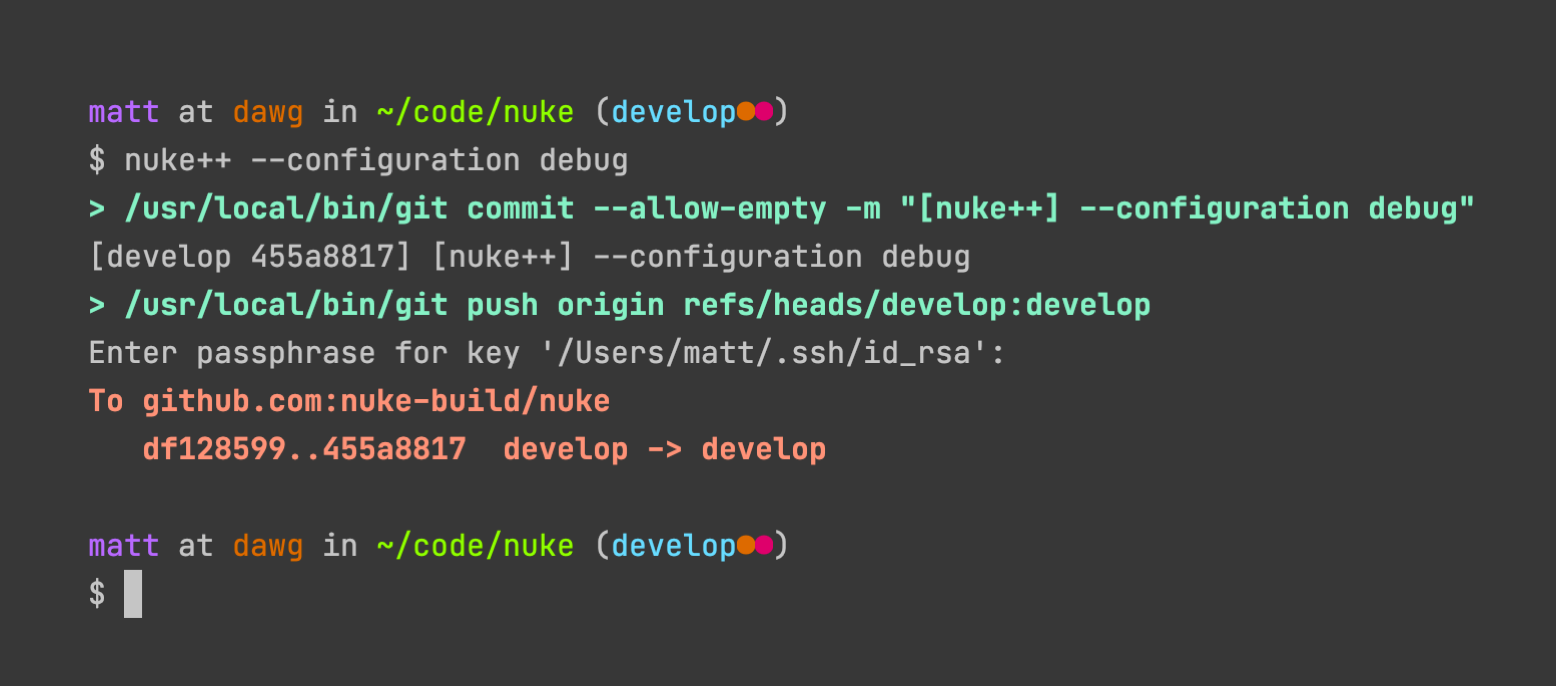 matt at dawg in ~/code/nuke (develop●●)
$ nuke++ --configuration debug
> /usr/local/bin/git commit --allow-empty -m "[nuke++] --configuration debug"
[develop 455a8817] [nuke++] --configuration debug
> /usr/local/bin/git push origin refs/heads/develop:develop
Enter passphrase for key '/Users/matt/.ssh/id_rsa':
To github.com:nuke-build/nuke
   df128599..455a8817  develop -> develop
matt at dawg in ~/code/nuke (develop●●)
$